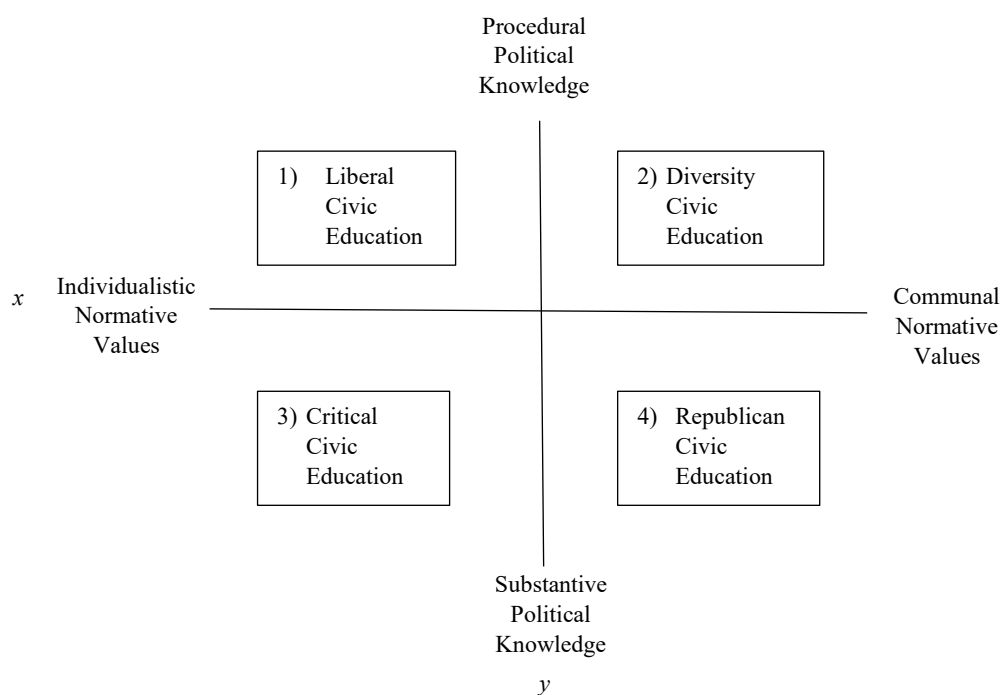 Procedural
Political
Knowledge
1) Liberal
Civic
Education
2) Diversity
Civic
Education
x
Individualistic
Normative
Values
Communal
Normative
Values
3) Critical
Civic
Education
4) Republican
Civic
Education
Substantive
Political
Knowledge
y